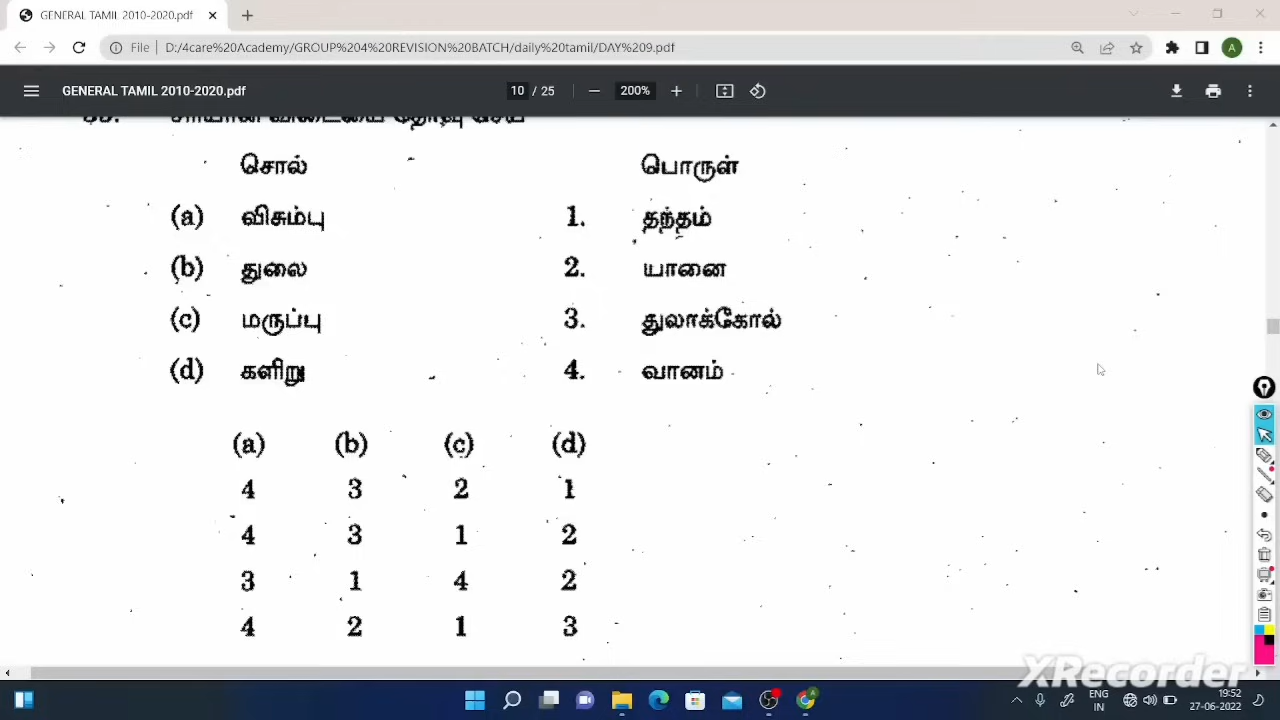 GENERAL TAMIL 2010-2020.pdf
File | D:/4care%20Academy/GROUP%204%20REVISION%20BATCH/daily%20tamil/DAY%209.pdf
A
GENERAL TAMIL 2010-2020.pdf 10 / 25 200%
சொல் பொருள்
(a) விசும்பு 1. தந்தம்
(b) துலை 2. யானை
(c) மருப்பு 3. துலாக்கோல்
(d) களிறு 4. வானம்
(a) (b) (c) (d)
4 3 2 1
4 3 1 2
3 1 4 2
4 2 1 3
XRecorder
ENG 19:52
IN 27-06-2022